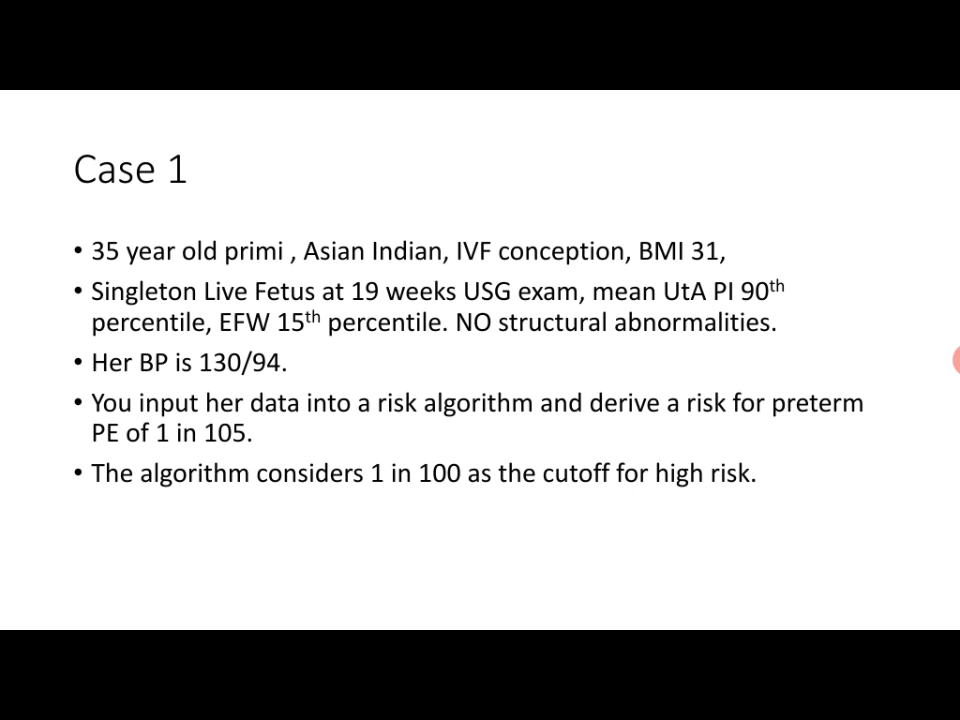 Case 1
• 35 year old primi , Asian Indian, IVF conception, BMI 31,
• Singleton Live Fetus at 19 weeks USG exam, mean UtA PI 90th
percentile, EFW 15th percentile. NO structural abnormalities.
• Her BP is 130/94.
• You input her data into a risk algorithm and derive a risk for preterm
PE of 1 in 105.
• The algorithm considers 1 in 100 as the cutoff for high risk.